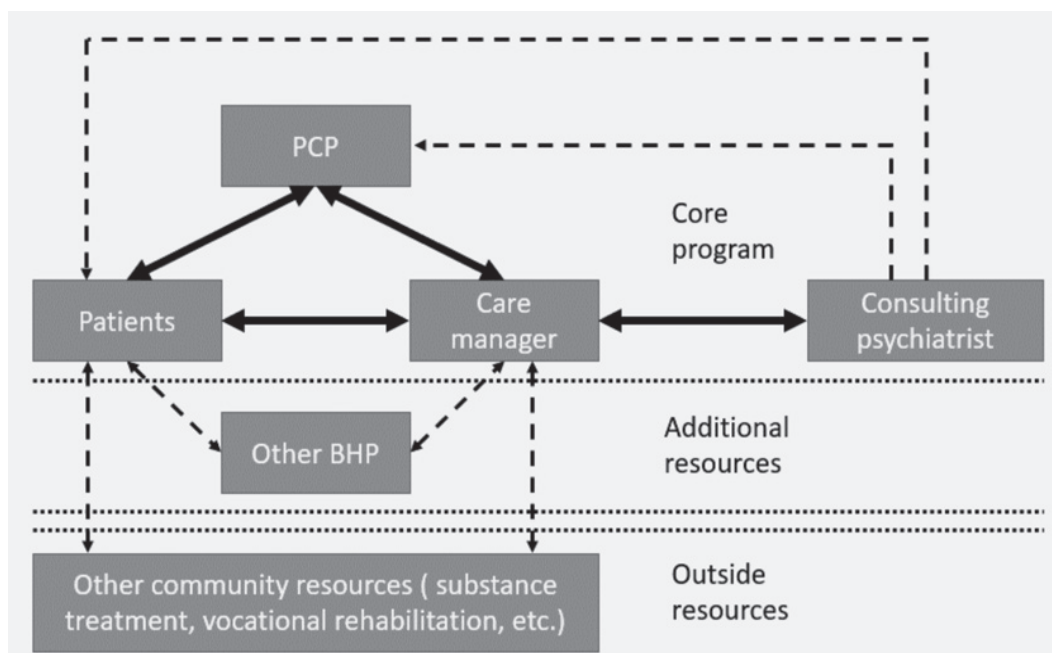 PCP
Core
program
Patients
Care
manager
Consulting
psychiatrist
Other BHP
Additional
resources
Other community resources ( substance
treatment, vocational rehabilitation, etc.)
Outside
resources